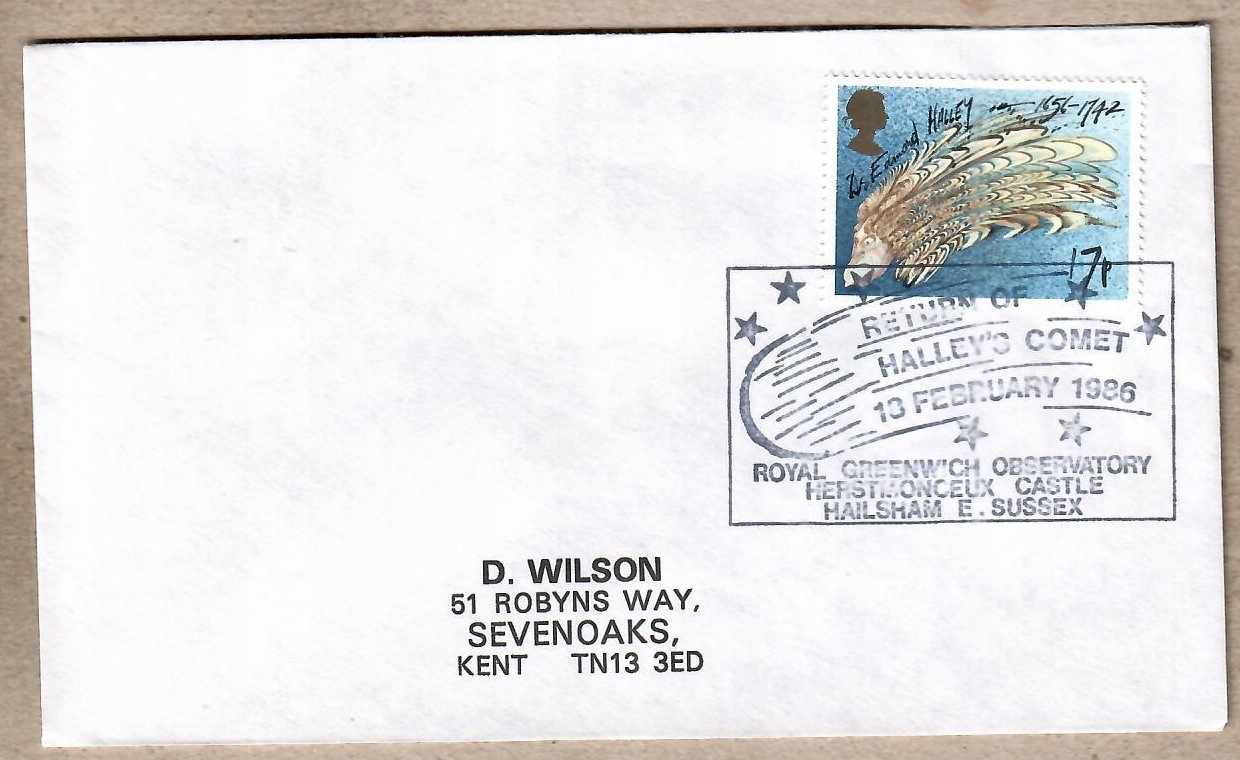 Dr. Edmond HALLEY 1656-1742
17p
RETURN OF
HALLEY'S COMET
18 FEBRUARY 1986
ROYAL GREENWICH OBSERVATORY
HERSTMONCEUX CASTLE
HAILSHAM E. SUSSEX
D. WILSON
51 ROBYNS WAY,
SEVENOAKS,
KENT TN13 3ED